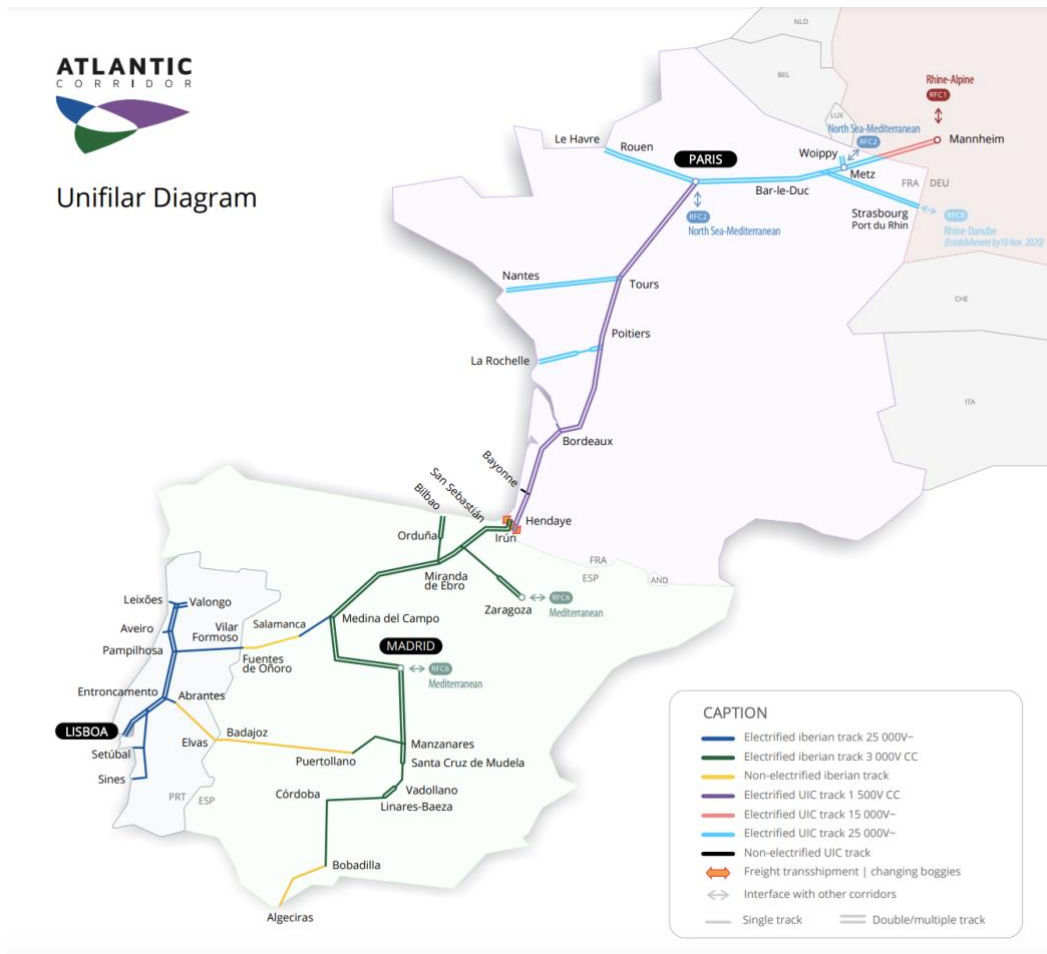 ATLANTIC
CORRIDOR
Unifilar Diagram
NLD
BEL
LUX
Rhine-Alpine
RFC1
North Sea-Mediterranean
RFC2
Mannheim
Le Havre
Rouen
PARIS
Woippy
Metz
Bar-le-Duc
FRA
DEU
RFC2
North Sea-Mediterranean
Strasbourg
Port du Rhin
RFC9
Rhine-Danube
(Establishment by10 Nov. 2020)
Nantes
Tours
CHE
Poitiers
La Rochelle
ITA
Bordeaux
Bayonne
San Sebastián
Bilbao
Hendaye
Orduña
Irún
FRA
ESP
AND
Miranda
de Ebro
Zaragoza
RFC6
Mediterranean
Leixões
Valongo
Aveiro
Vilar
Formoso
Salamanca
Medina del Campo
Pampilhosa
Fuentes
de Oñoro
MADRID
RFC6
Mediterranean
Entroncamento
Abrantes
LISBOA
Elvas
Badajoz
Setúbal
Puertollano
Manzanares
Santa Cruz de Mudela
Sines
PRT
ESP
Córdoba
Vadollano
Linares-Baeza
Bobadilla
Algeciras
CAPTION
Electrified iberian track 25 000V~
Electrified iberian track 3 000V CC
Non-electrified iberian track
Electrified UIC track 1 500V CC
Electrified UIC track 15 000V~
Electrified UIC track 25 000V~
Non-electrified UIC track
Freight transshipment | changing boggies
Interface with other corridors
Single track
Double/multiple track